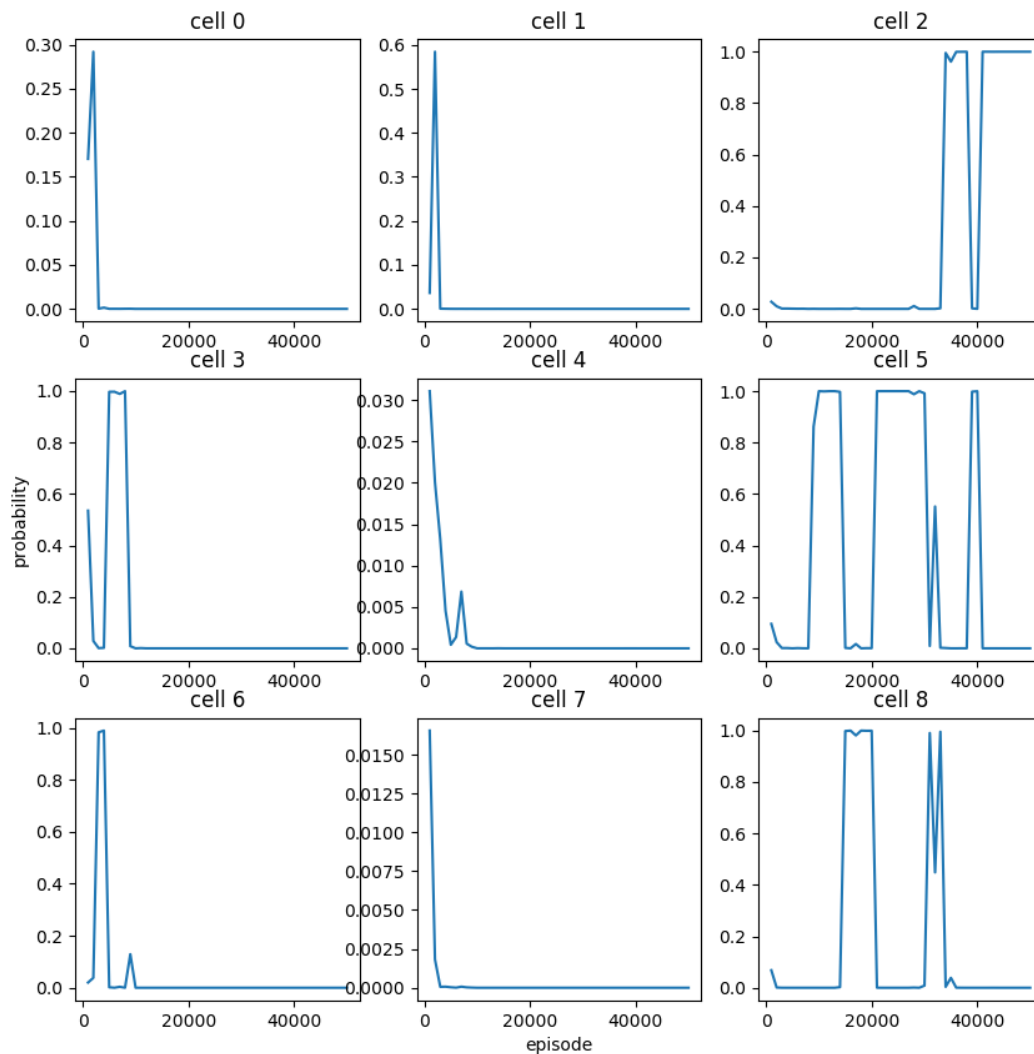 cell 0
cell 1
cell 2
0.30
0.25
0.20
0.15
0.10
0.05
0.00
0.6
0.5
0.4
0.3
0.2
0.1
0.0
1.0
0.8
0.6
0.4
0.2
0.0
0 20000 40000
0 20000 40000
0 20000 40000
cell 3
cell 4
cell 5
probability
1.0
0.8
0.6
0.4
0.2
0.0
0.030
0.025
0.020
0.015
0.010
0.005
0.000
1.0
0.8
0.6
0.4
0.2
0.0
0 20000 40000
0 20000 40000
0 20000 40000
cell 6
cell 7
cell 8
1.0
0.8
0.6
0.4
0.2
0.0
0.0150
0.0125
0.0100
0.0075
0.0050
0.0025
0.0000
1.0
0.8
0.6
0.4
0.2
0.0
0 20000 40000
0 20000 40000
0 20000 40000
episode